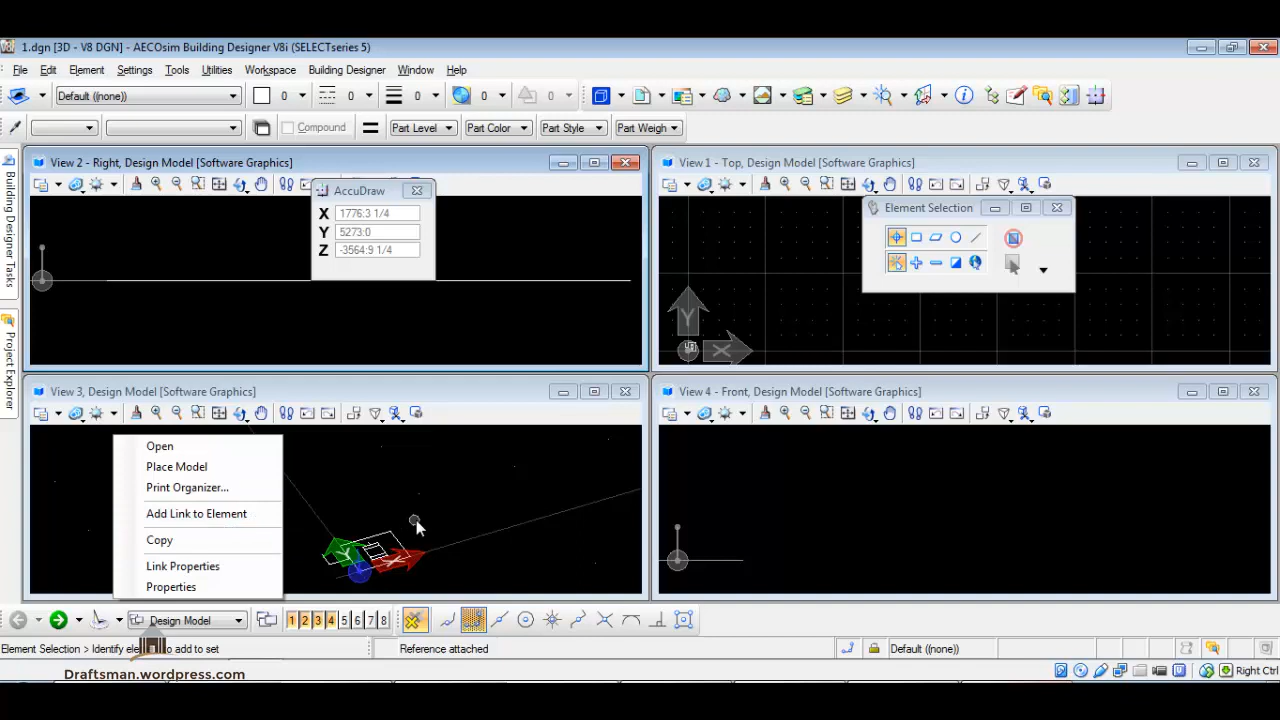 1.dgn [3D - V8 DGN] - AECOsim Building Designer V8i (SELECTseries 5)
File Edit Element Settings Tools Utilities Workspace Building Designer Window Help
Default ((none)) 0 0 0 0 0
Compound Part Level Part Color Part Style Part Weigh
Building Designer Tasks
Project Explorer
View 2 - Right, Design Model [Software Graphics]
AccuDraw
X 1776:3 1/4
Y 5273:0
Z -3564:9 1/4
View 1 - Top, Design Model [Software Graphics]
Element Selection
Y
X
View 3, Design Model [Software Graphics]
Open
Place Model
Print Organizer...
Add Link to Element
Copy
Link Properties
Properties
Y
X
View 4 - Front, Design Model [Software Graphics]
Design Model 1 2 3 4 5 6 7 8
Element Selection > Identify ele to add to set Reference attached Default ((none))
Draftsman.wordpress.com
Right Ctrl